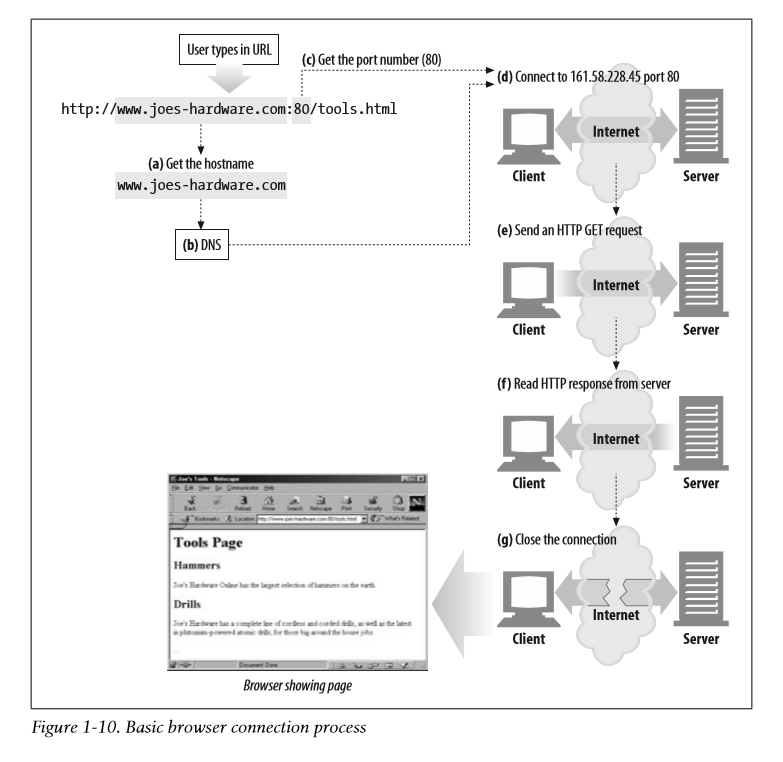 User types in URL
(c) Get the port number (80)
http://www.joes-hardware.com:80/tools.html
(a) Get the hostname
www.joes-hardware.com
(b) DNS
(d) Connect to 161.58.228.45 port 80
Internet
Client
Server
(e) Send an HTTP GET request
Internet
Client
Server
(f) Read HTTP response from server
Internet
Client
Server
(g) Close the connection
Internet
Client
Server
Joe's Tools - Netscape
File Edit View Go Communicator Help
Back Reload Home Search Netscape Print Security Shop
Bookmarks Location http://www.joes-hardware.com:80/tools.html What's Related
Tools Page
Hammers
Joe's Hardware Online has the largest selection of hammers on the earth
Drills
Joe's Hardware has a complete line of cordless and corded drills, as well as the latest
in plutonium-powered atomic drills, for those big around the house jobs
...
Document Done
Browser showing page
Figure 1-10. Basic browser connection process